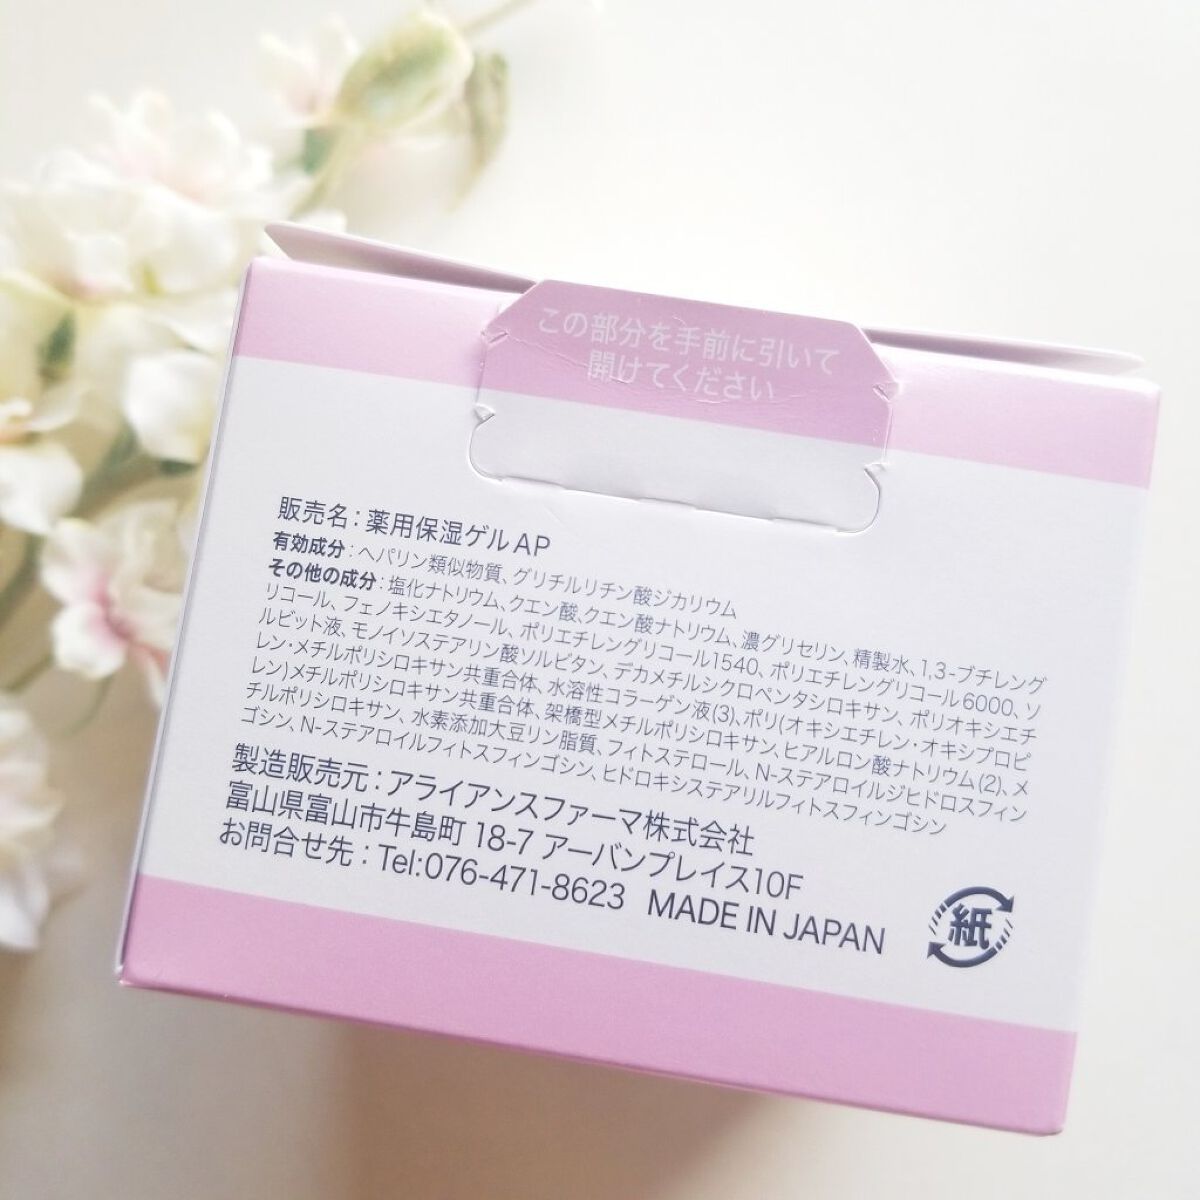 この部分を手前に引いて
開けてください
販売名：薬用保湿ゲルAP
有効成分：ヘパリン類似物質、グリチルリチン酸ジカリウム
その他の成分：塩化ナトリウム、クエン酸、クエン酸ナトリウム、濃グリセリン、精製水、1,3-ブチレング
リコール、フェノキシエタノール、ポリエチレングリコール1540、ポリエチレングリコール6000、ソ
ルビット液、モノイソステアリン酸ソルビタン、デカメチルシクロペンタシロキサン、ポリオキシエチ
レン・メチルポリシロキサン共重合体、水溶性コラーゲン液(3)、ポリ(オキシエチレン・オキシプロピ
レン)メチルポリシロキサン共重合体、架橋型メチルポリシロキサン、ヒアルロン酸ナトリウム(2)、メ
チルポリシロキサン、水素添加大豆リン脂質、フィトステロール、N-ステアロイルジヒドロスフィン
ゴシン、N-ステアロイルフィトスフィンゴシン、ヒドロキシステアリルフィトスフィンゴシン
製造販売元：アライアンスファーマ株式会社
富山県富山市牛島町 18-7 アーバンプレイス10F
お問合せ先：Tel:076-471-8623 MADE IN JAPAN
紙